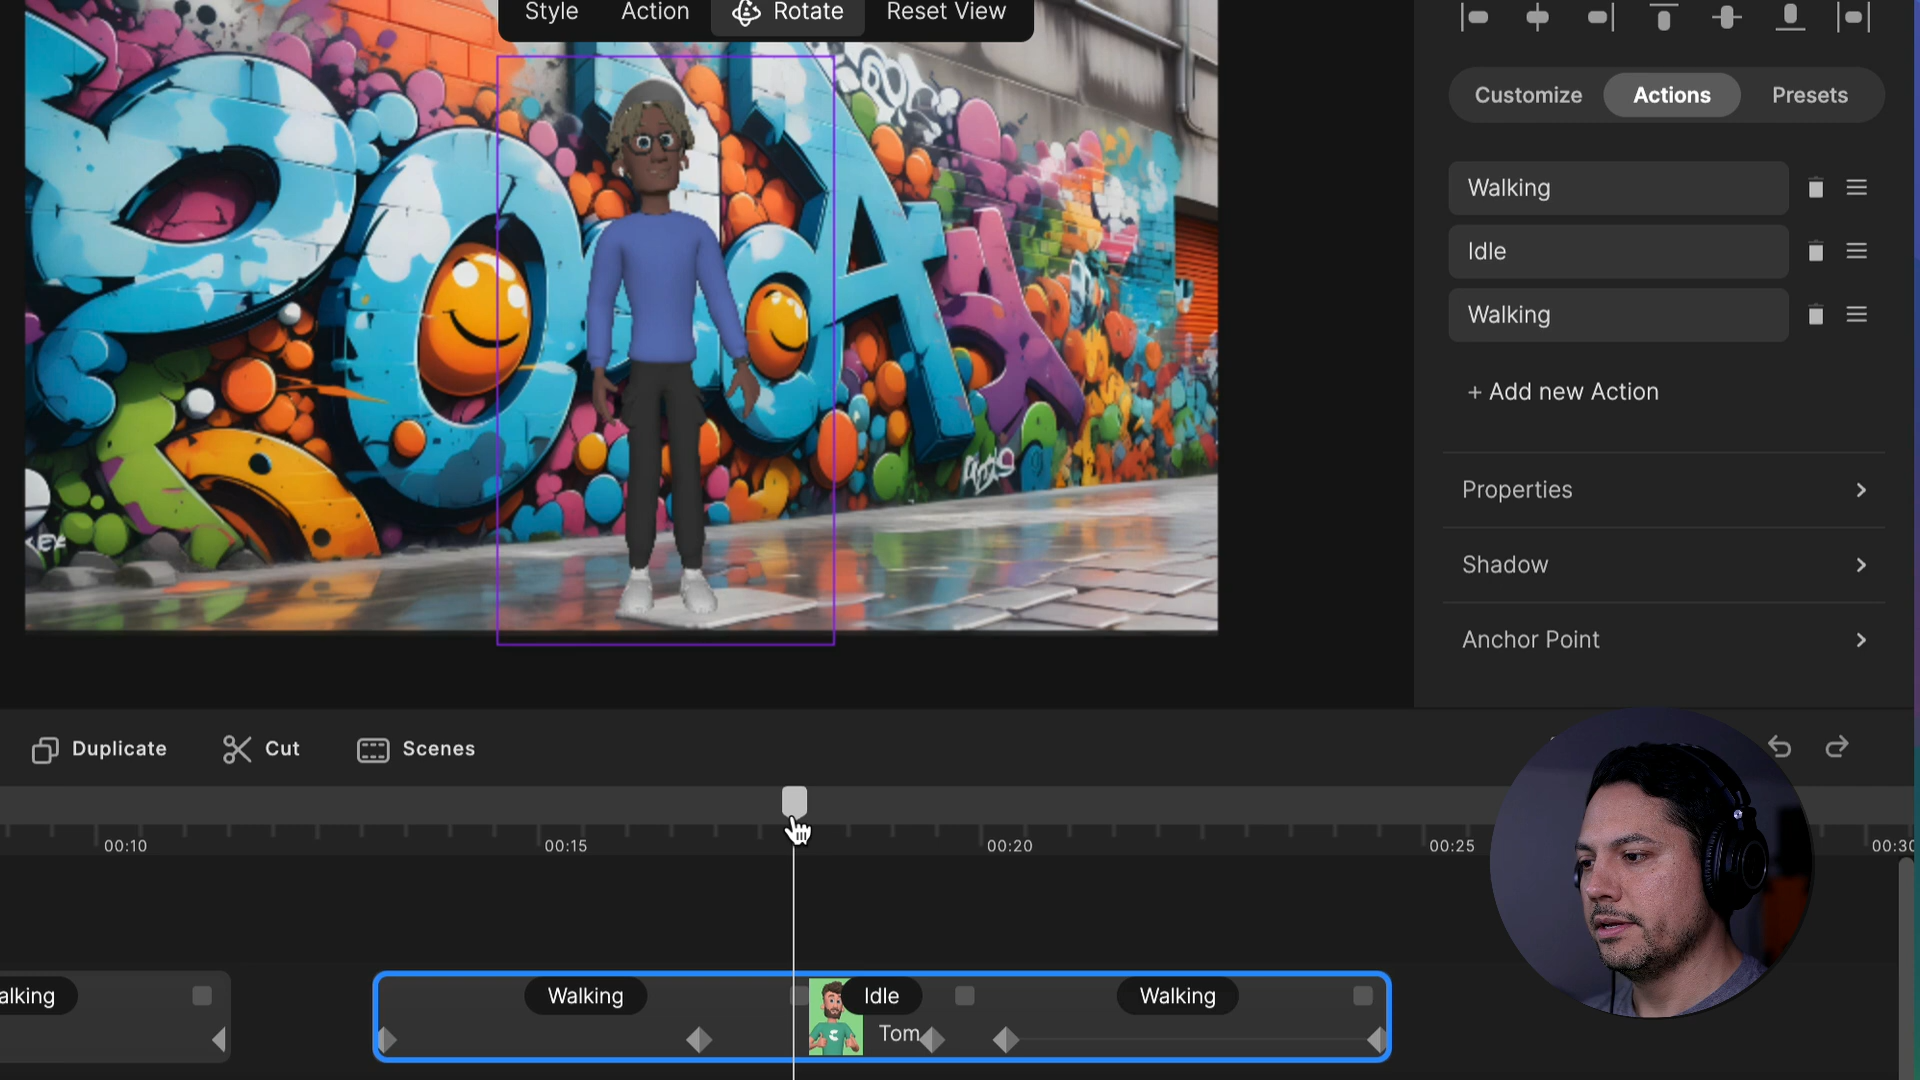 Style Action Rotate Reset View
Customize Actions Presets
Walking
Idle
Walking
+ Add new Action
Properties
Shadow
Anchor Point
Duplicate Cut Scenes
00:10 00:15 00:20 00:25 00:30
alking Walking Idle Walking
Tom